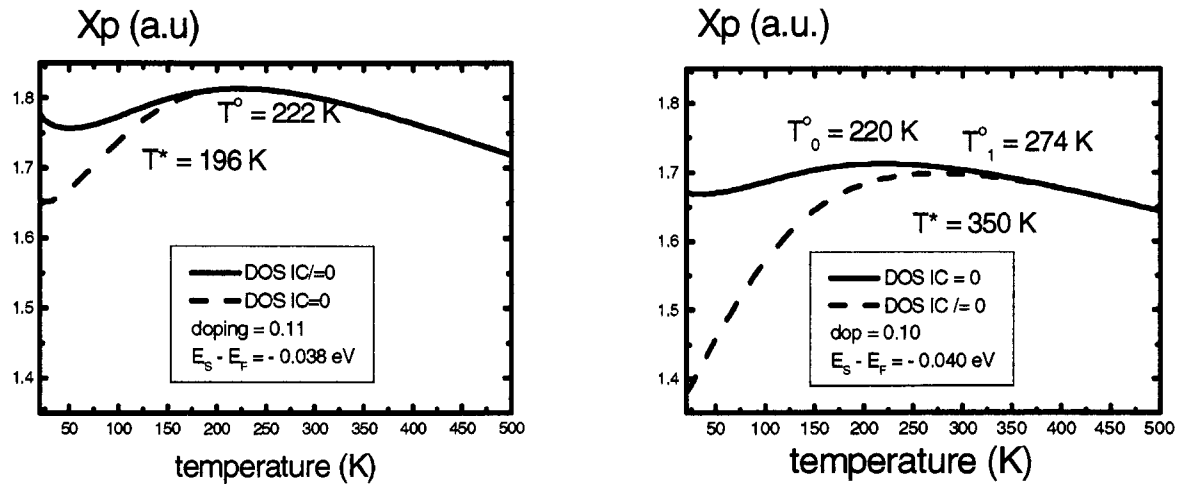 Xp (a.u)
1.8
1.7
1.6
1.5
1.4
T° = 222 K
T* = 196 K
DOS IC/=0
DOS IC=0
doping = 0.11
E_S - E_F = - 0.038 eV
50 100 150 200 250 300 350 400 450 500
temperature (K)
Xp (a.u.)
1.8
1.7
1.6
1.5
1.4
T°_0 = 220 K
T°_1 = 274 K
T* = 350 K
DOS IC = 0
DOS IC /= 0
dop = 0.10
E_S - E_F = - 0.040 eV
50 100 150 200 250 300 350 400 450 500
temperature (K)